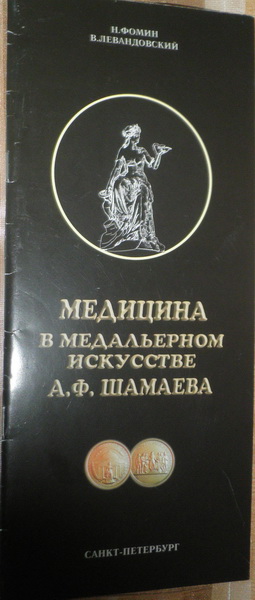 Н.ФОМИН
В.ЛЕВАНДОВСКИЙ
МЕДИЦИНА
В МЕДАЛЬЕРНОМ
ИСКУССТВЕ
А.Ф. ШАМАЕВА
САНКТ-ПЕТЕРБУРГ